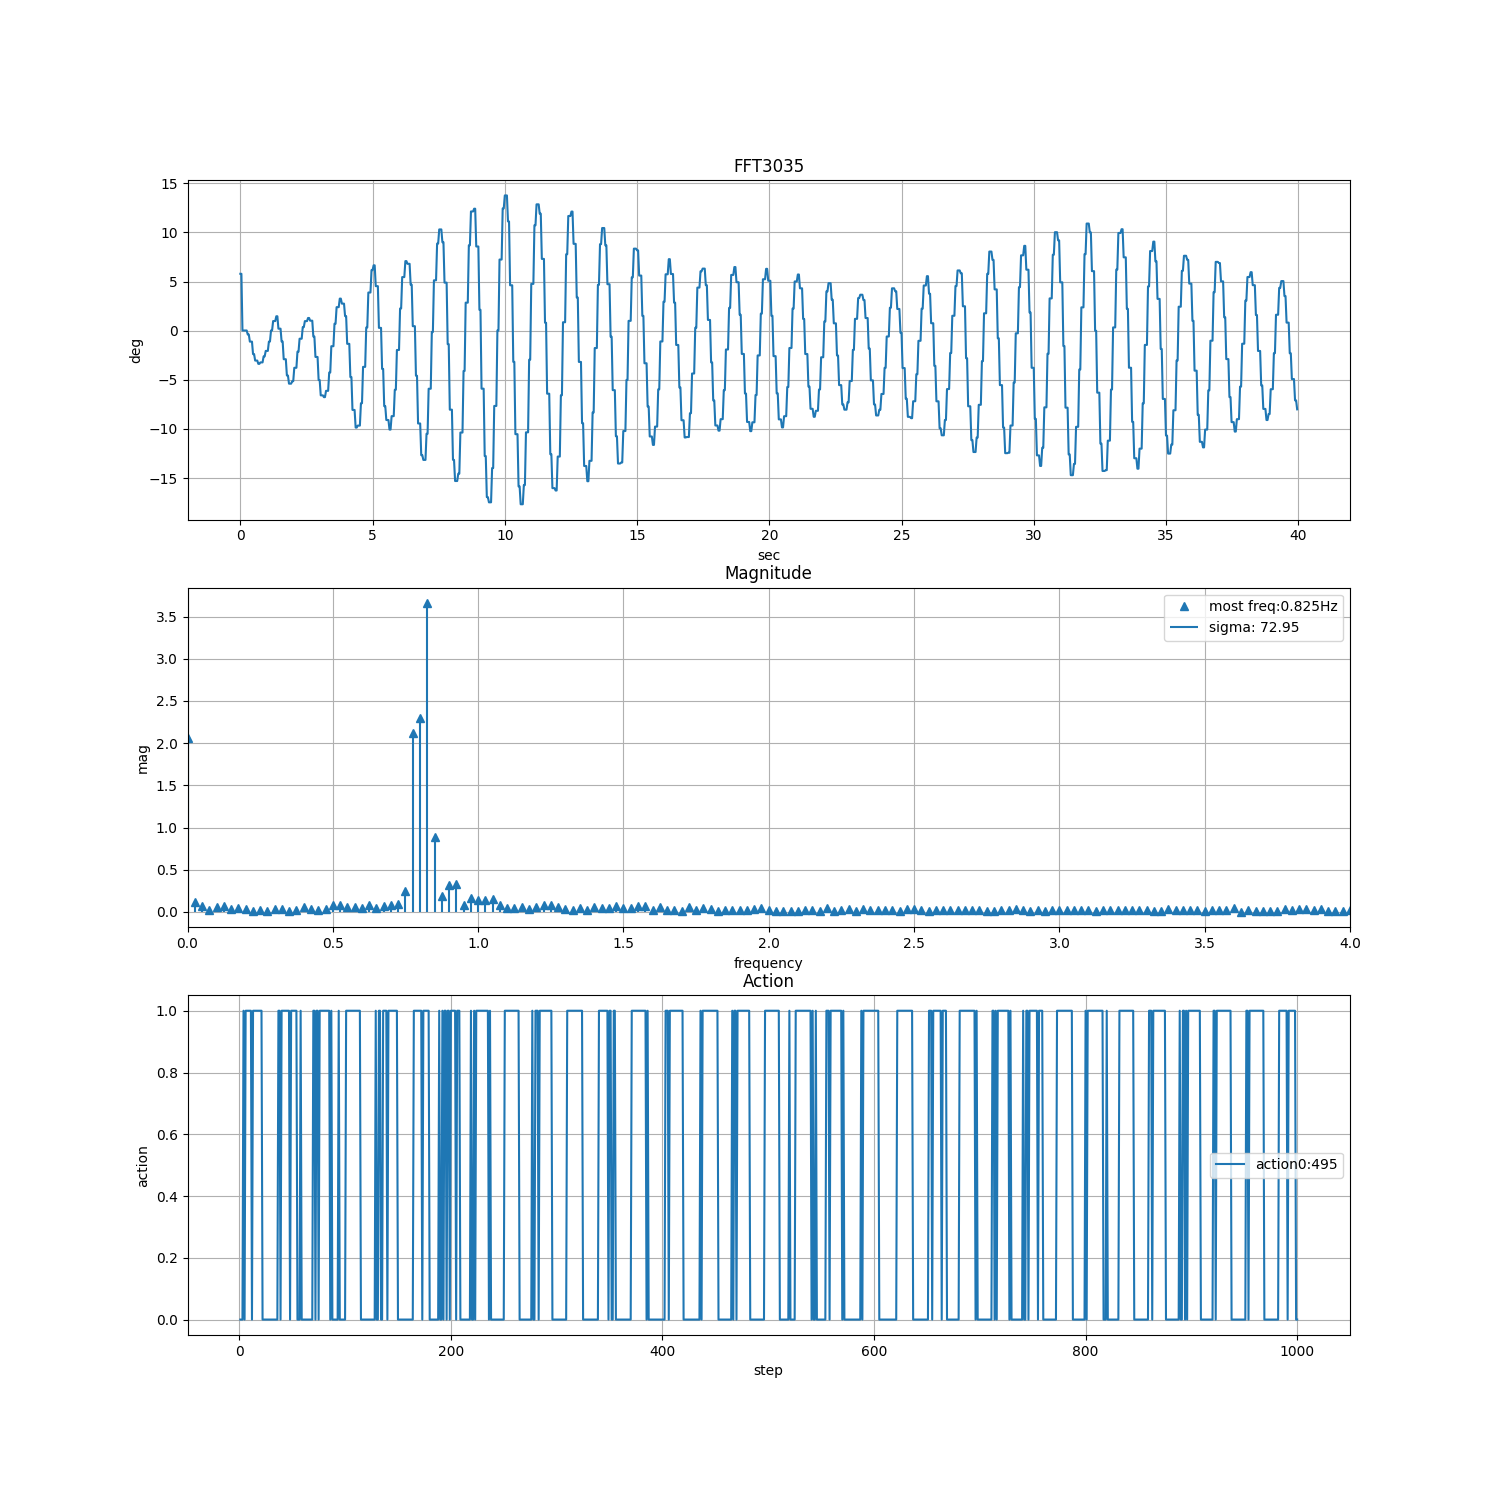 FFT3035
15
10
5
0
−5
−10
−15
deg
0 5 10 15 20 25 30 35 40
sec
Magnitude
most freq:0.825Hz
sigma: 72.95
3.5
3.0
2.5
2.0
1.5
1.0
0.5
0.0
mag
0.0 0.5 1.0 1.5 2.0 2.5 3.0 3.5 4.0
frequency
Action
1.0
0.8
0.6
0.4
0.2
0.0
action
action0:495
0 200 400 600 800 1000
step